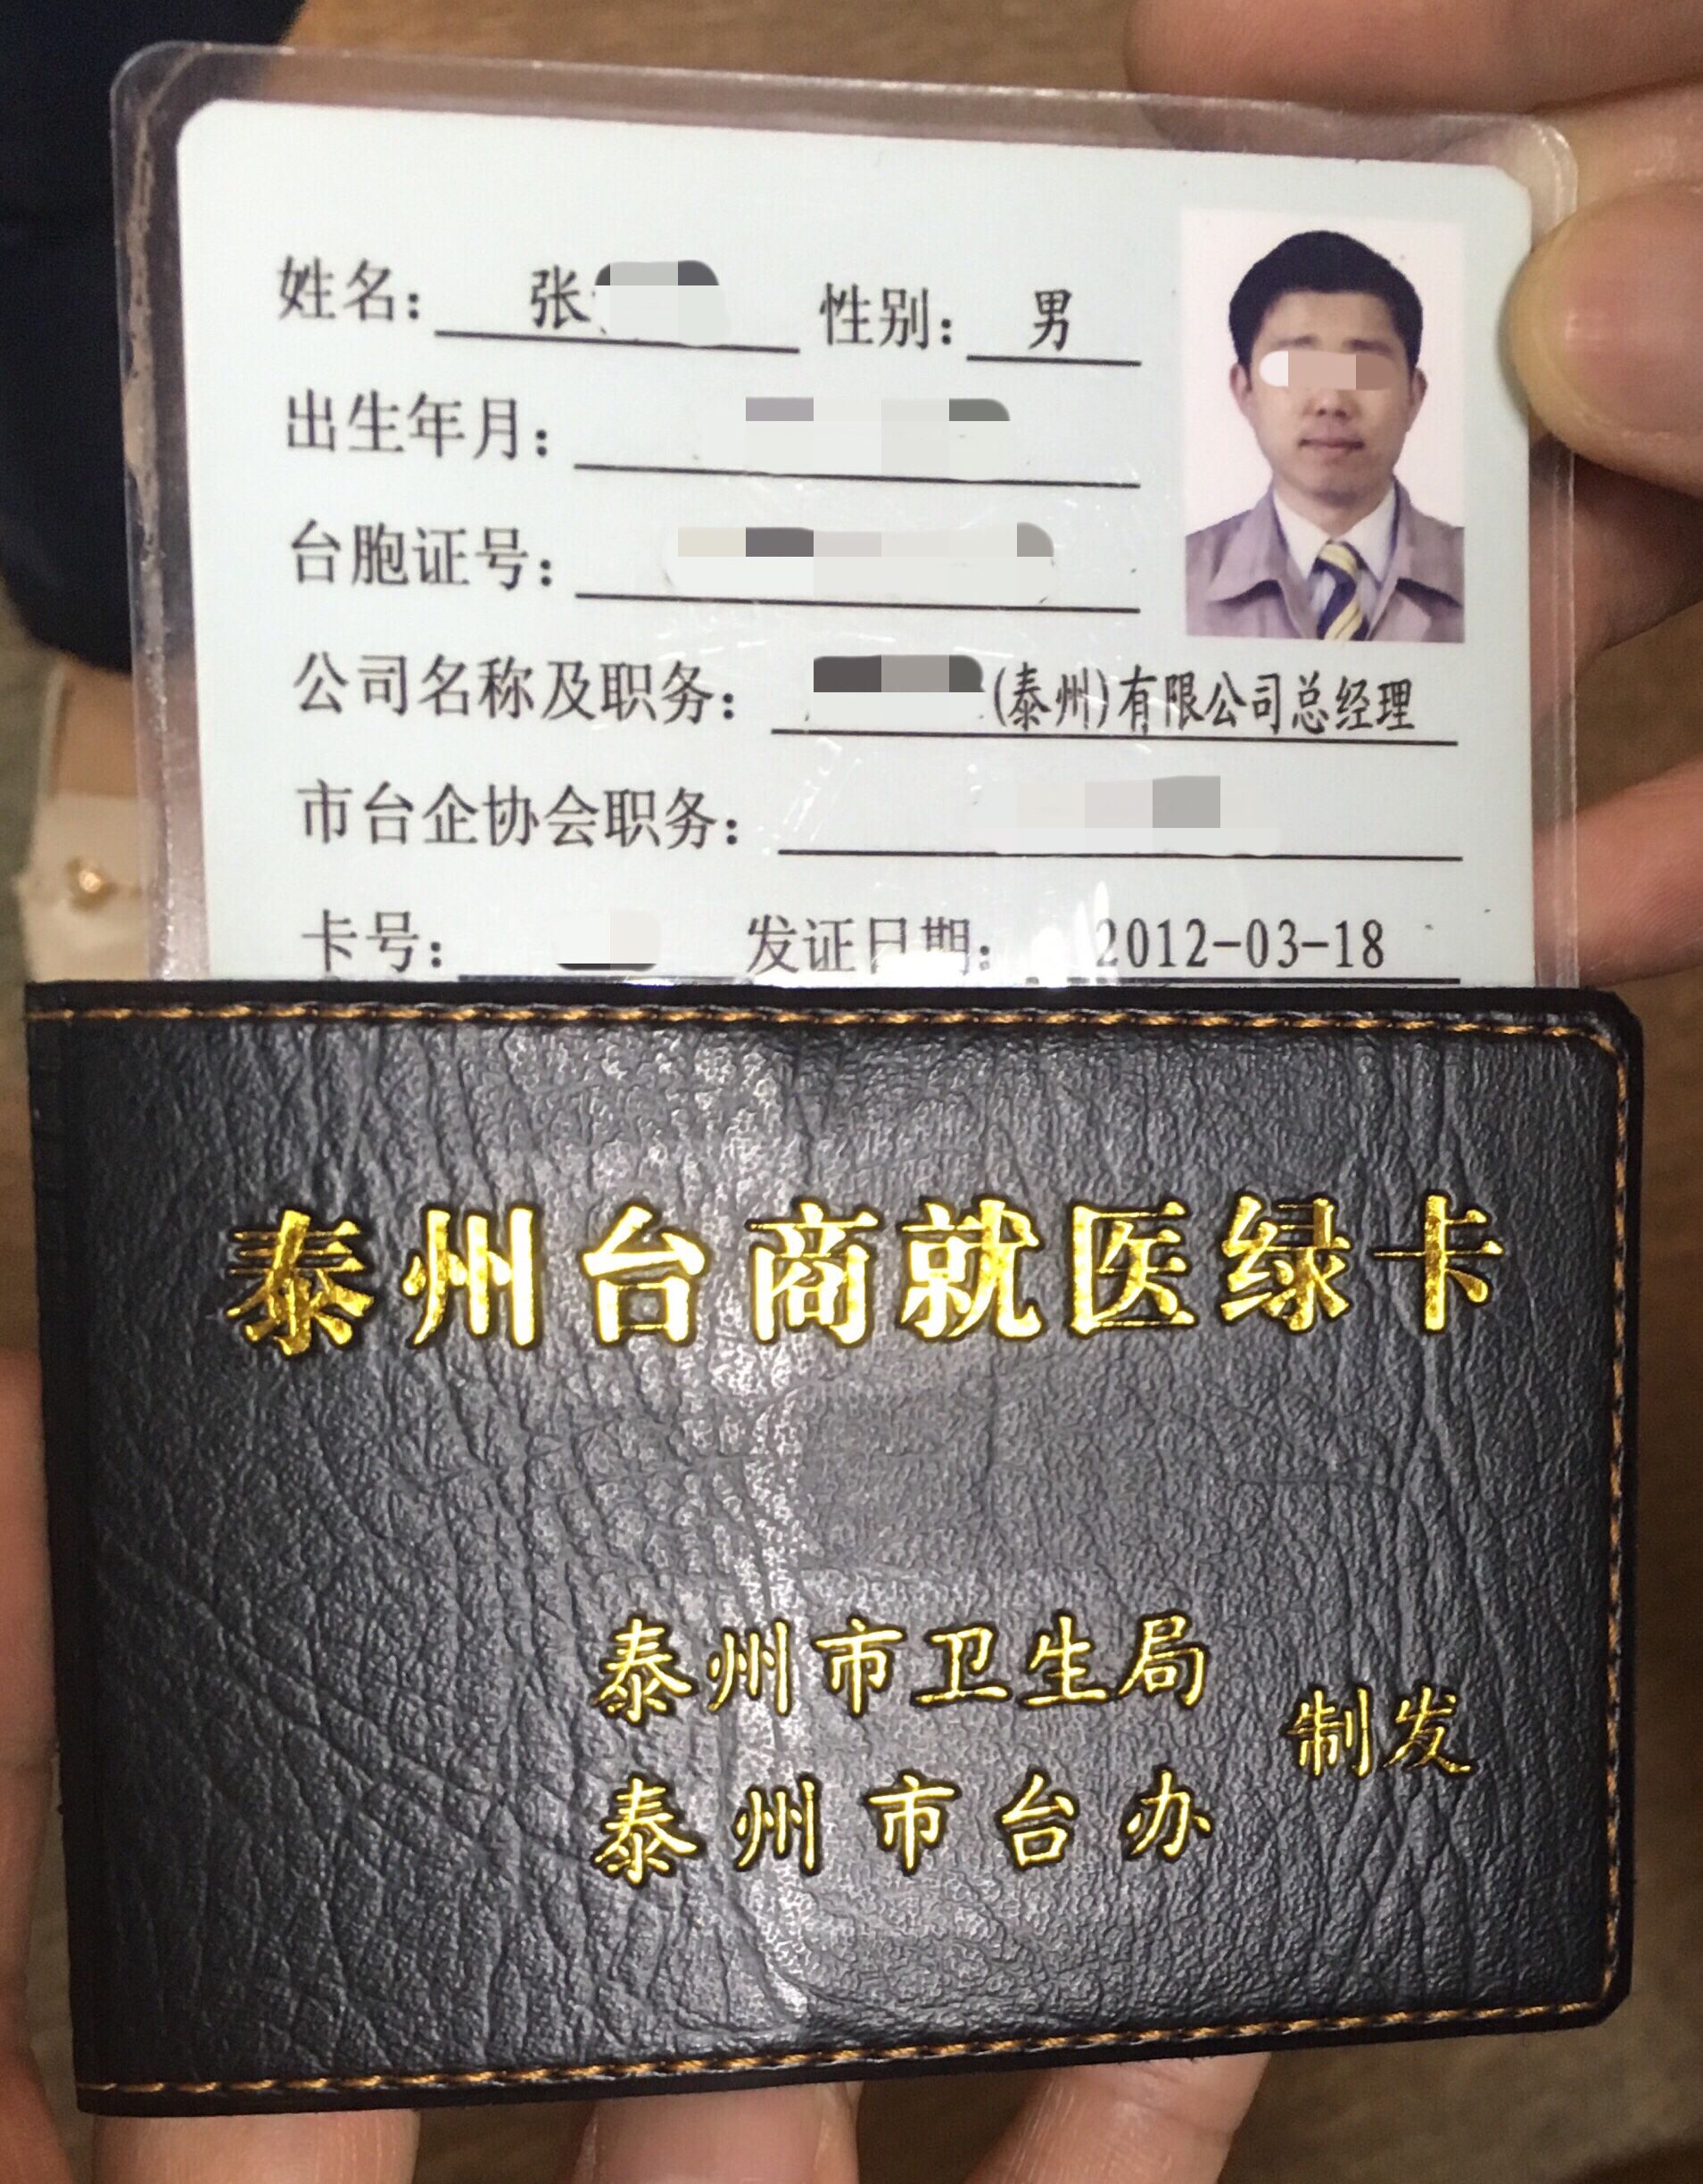 姓名： 张 性别： 男
出生年月：
台胞证号：
公司名称及职务： (泰州)有限公司总经理
市台企协会职务：
卡号： 发证日期： 2012-03-18
泰州台商就医绿卡
泰州市卫生局
制发
泰州市台办